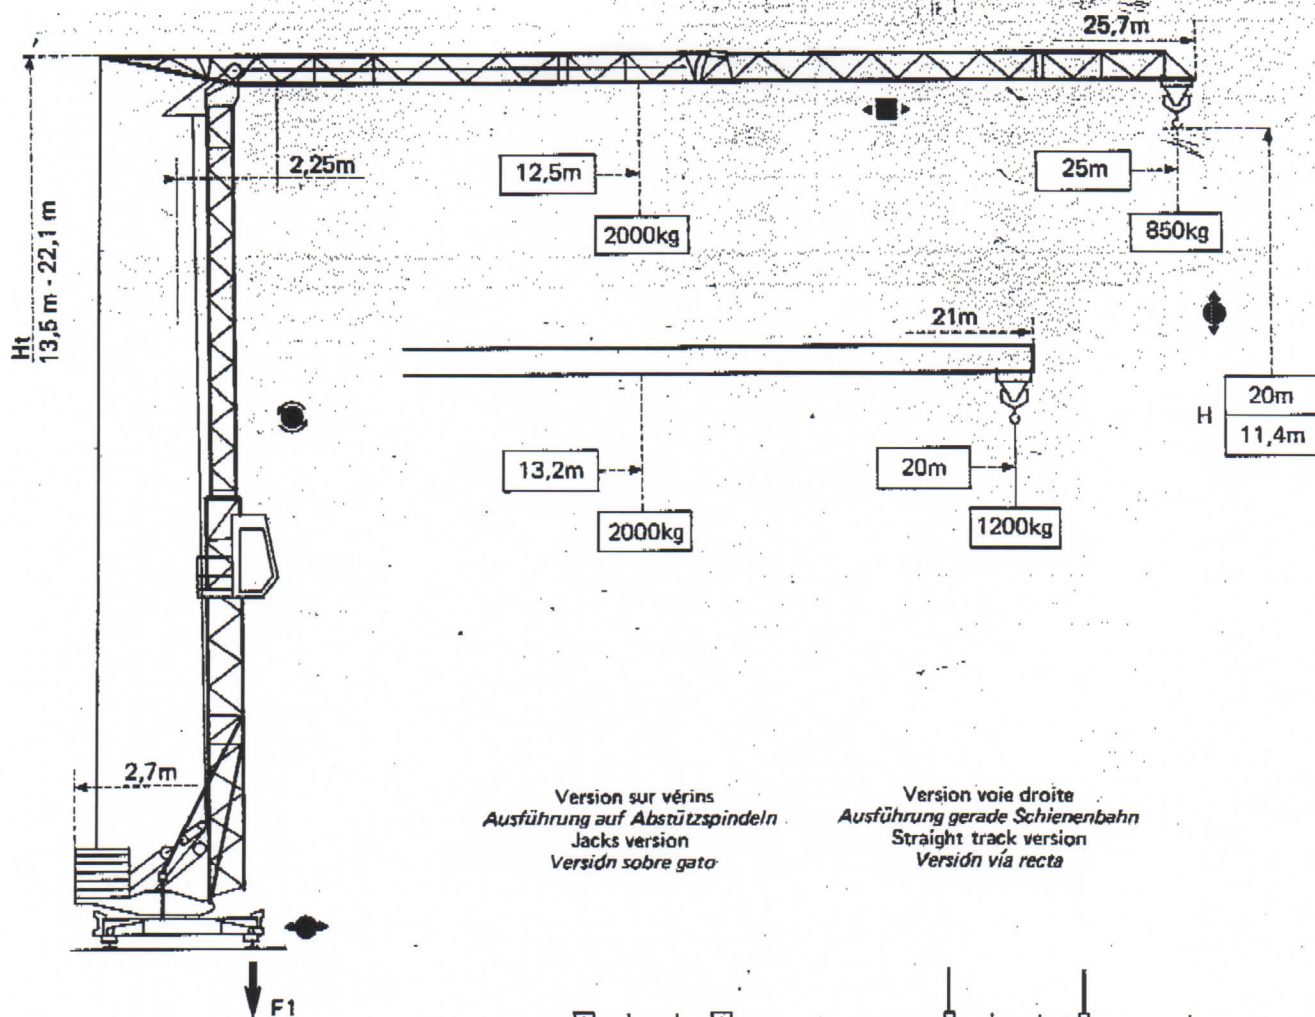 25,7m
2,25m
12,5m
25m
2000kg
850kg
Ht
13,5 m - 22,1 m
21m
20m
H
11,4m
13,2m
20m
2000kg
1200kg
2,7m
Version sur vérins
Ausführung auf Abstützspindeln
Jacks version
Versión sobre gato
Version voie droite
Ausführung gerade Schienenbahn
Straight track version
Versión vía recta
F1